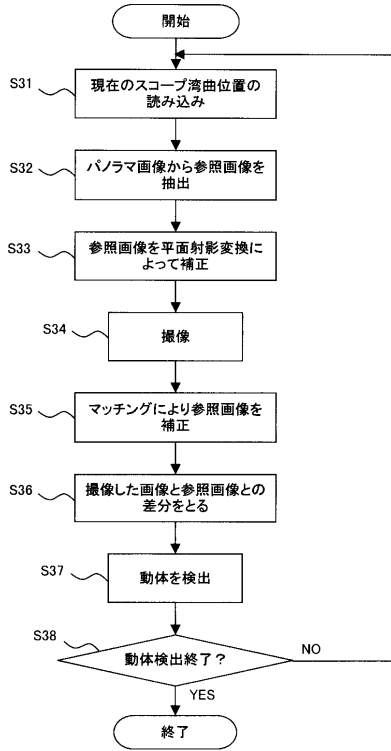 開始
S31
現在のスコープ湾曲位置の
読み込み
S32
パノラマ画像から参照画像を
抽出
S33
参照画像を平面射影変換に
よって補正
S34
撮像
S35
マッチングにより参照画像を
補正
S36
撮像した画像と参照画像との
差分をとる
S37
動体を検出
S38
動体検出終了?
NO
YES
終了